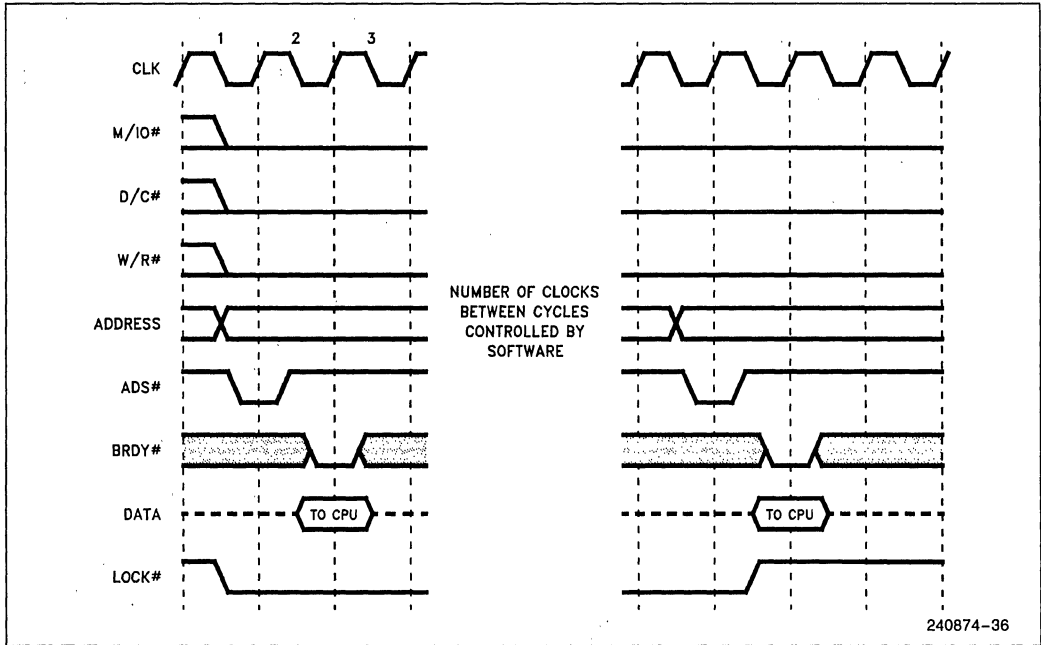 1 2 3
CLK
M/IO#
D/C#
W/R#
ADDRESS
NUMBER OF CLOCKS
BETWEEN CYCLES
CONTROLLED BY
SOFTWARE
ADS#
BRDY#
DATA
TO CPU TO CPU
LOCK#
240874-36